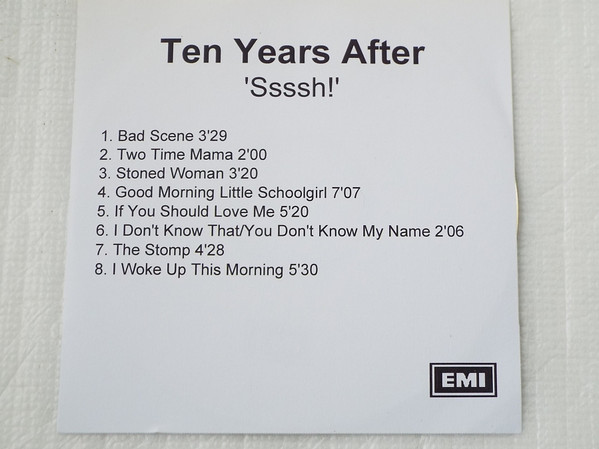 Ten Years After
'Ssssh!'
1. Bad Scene 3'29
2. Two Time Mama 2'00
3. Stoned Woman 3'20
4. Good Morning Little Schoolgirl 7'07
5. If You Should Love Me 5'20
6. I Don't Know That/You Don't Know My Name 2'06
7. The Stomp 4'28
8. I Woke Up This Morning 5'30
EMI